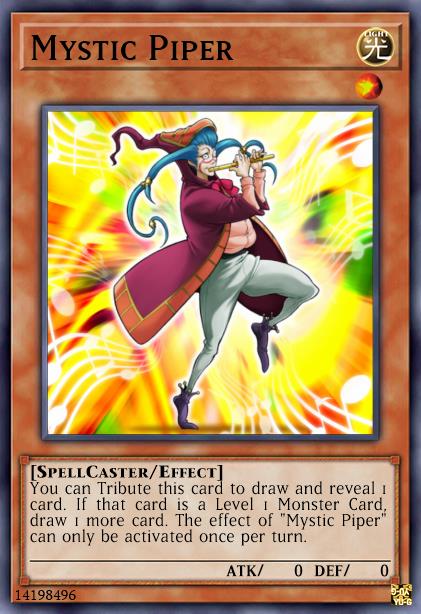 Mystic Piper
LIGHT
光
[SpellCaster/Effect]
You can Tribute this card to draw and reveal 1
card. If that card is a Level 1 Monster Card,
draw 1 more card. The effect of "Mystic Piper"
can only be activated once per turn.
ATK/ 0 DEF/ 0
14198496